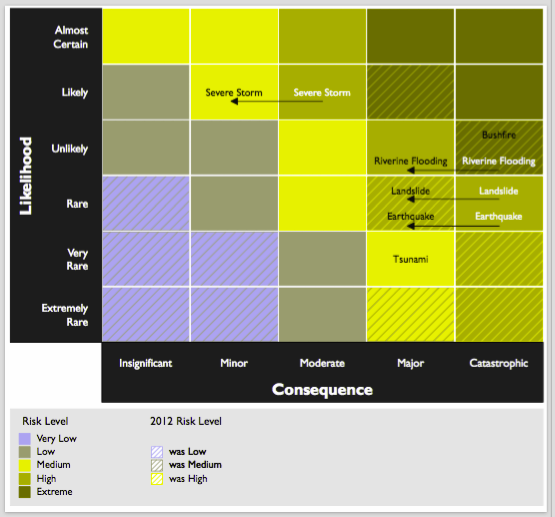 Almost
Certain
Likely
Severe Storm Severe Storm
Unlikely
Bushfire
Riverine Flooding Riverine Flooding
Rare
Landslide Landslide
Earthquake Earthquake
Very
Rare
Tsunami
Extremely
Rare
Likelihood
Insignificant Minor Moderate Major Catastrophic
Consequence
Risk Level 2012 Risk Level
Very Low
Low was Low
Medium was Medium
High was High
Extreme